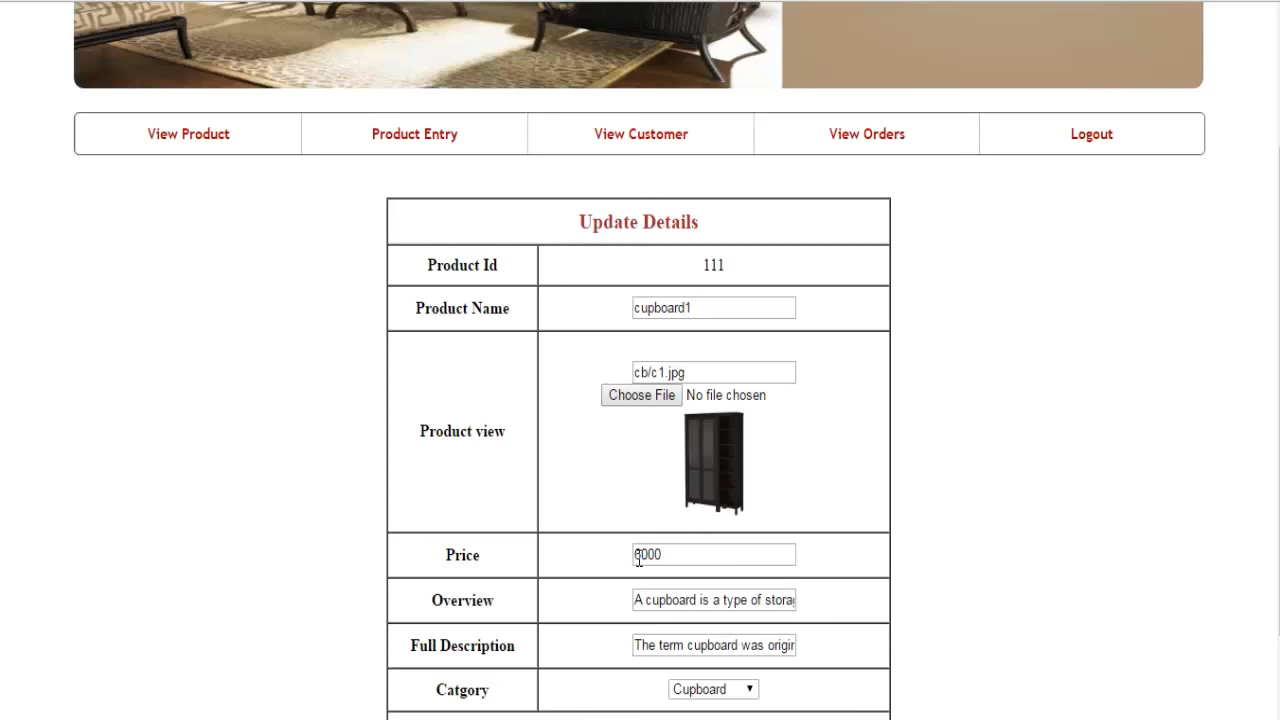 View Product Product Entry View Customer View Orders Logout
Update Details
Product Id 111
Product Name cupboard1
cb/c1.jpg
Choose File No file chosen
Product view
Price 6000
Overview A cupboard is a type of stora
Full Description The term cupboard was origin
Catgory Cupboard